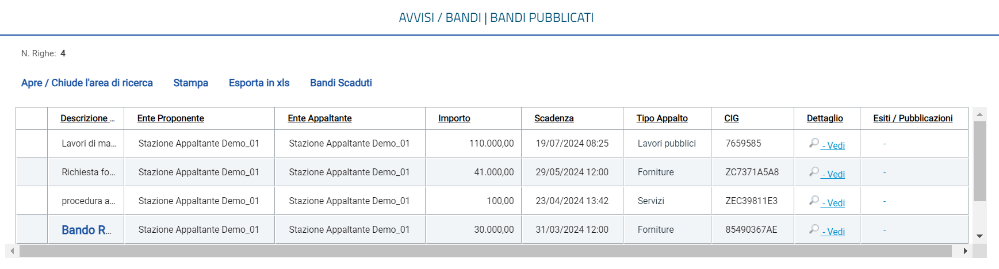 AVVISI / BANDI | BANDI PUBBLICATI
N. Righe: 4
Apre / Chiude l'area di ricerca Stampa Esporta in xls Bandi Scaduti
Descrizione ... Ente Proponente Ente Appaltante Importo Scadenza Tipo Appalto CIG Dettaglio Esiti / Pubblicazioni
Lavori di ma... Stazione Appaltante Demo_01 Stazione Appaltante Demo_01 110.000,00 19/07/2024 08:25 Lavori pubblici 7659585 - Vedi -
Richiesta fo... Stazione Appaltante Demo_01 Stazione Appaltante Demo_01 41.000,00 29/05/2024 12:00 Forniture ZC7371A5A8 - Vedi -
procedura a... Stazione Appaltante Demo_01 Stazione Appaltante Demo_01 100,00 23/04/2024 13:42 Servizi ZEC39811E3 - Vedi -
Bando R... Stazione Appaltante Demo_01 Stazione Appaltante Demo_01 30.000,00 31/03/2024 12:00 Forniture 85490367AE - Vedi -